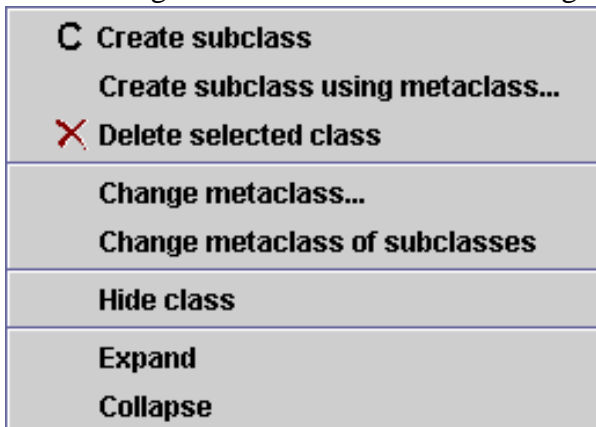 C Create subclass
Create subclass using metaclass...
Delete selected class
Change metaclass...
Change metaclass of subclasses
Hide class
Expand
Collapse